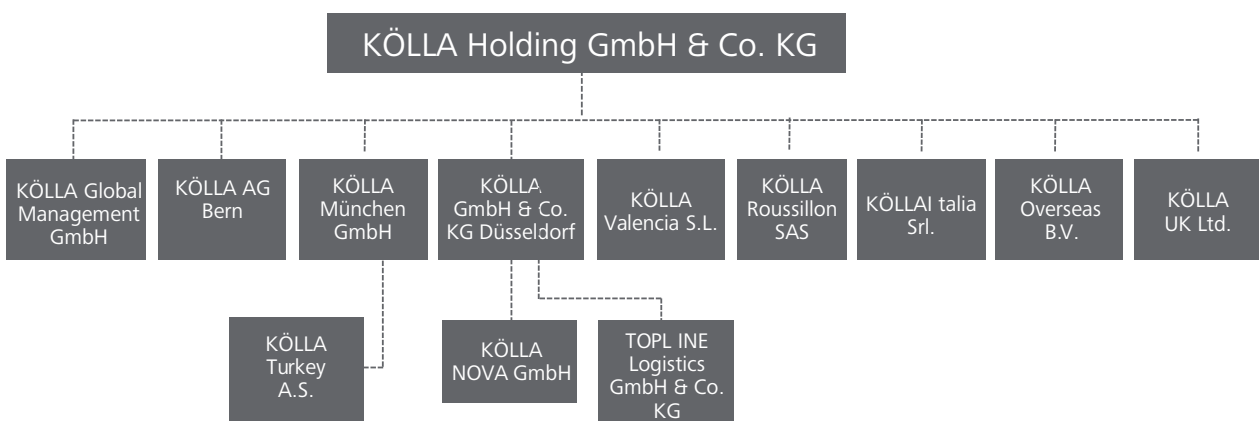 KÖLLA Holding GmbH & Co. KG
KÖLLA Global
Management
GmbH
KÖLLA AG
Bern
KÖLLA
München
GmbH
KÖLLA
GmbH & Co.
KG Düsseldorf
KÖLLA
Valencia S.L.
KÖLLA
Roussillon
SAS
KÖLLAI talia
Srl.
KÖLLA
Overseas
B.V.
KÖLLA
UK Ltd.
KÖLLA
Turkey
A.S.
KÖLLA
NOVA GmbH
TOPL INE
Logistics
GmbH & Co.
KG